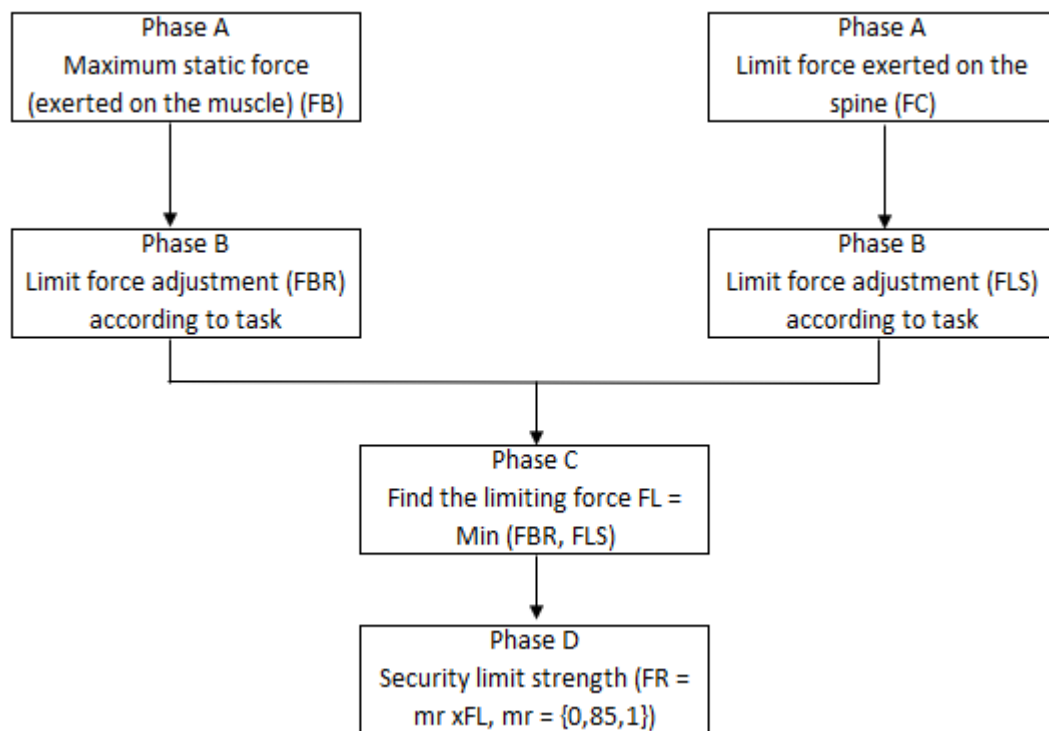 Phase A
Maximum static force
(exerted on the muscle) (FB)
Phase A
Limit force exerted on the
spine (FC)
Phase B
Limit force adjustment (FBR)
according to task
Phase B
Limit force adjustment (FLS)
according to task
Phase C
Find the limiting force FL =
Min (FBR, FLS)
Phase D
Security limit strength (FR =
mr xFL, mr = {0,85,1})